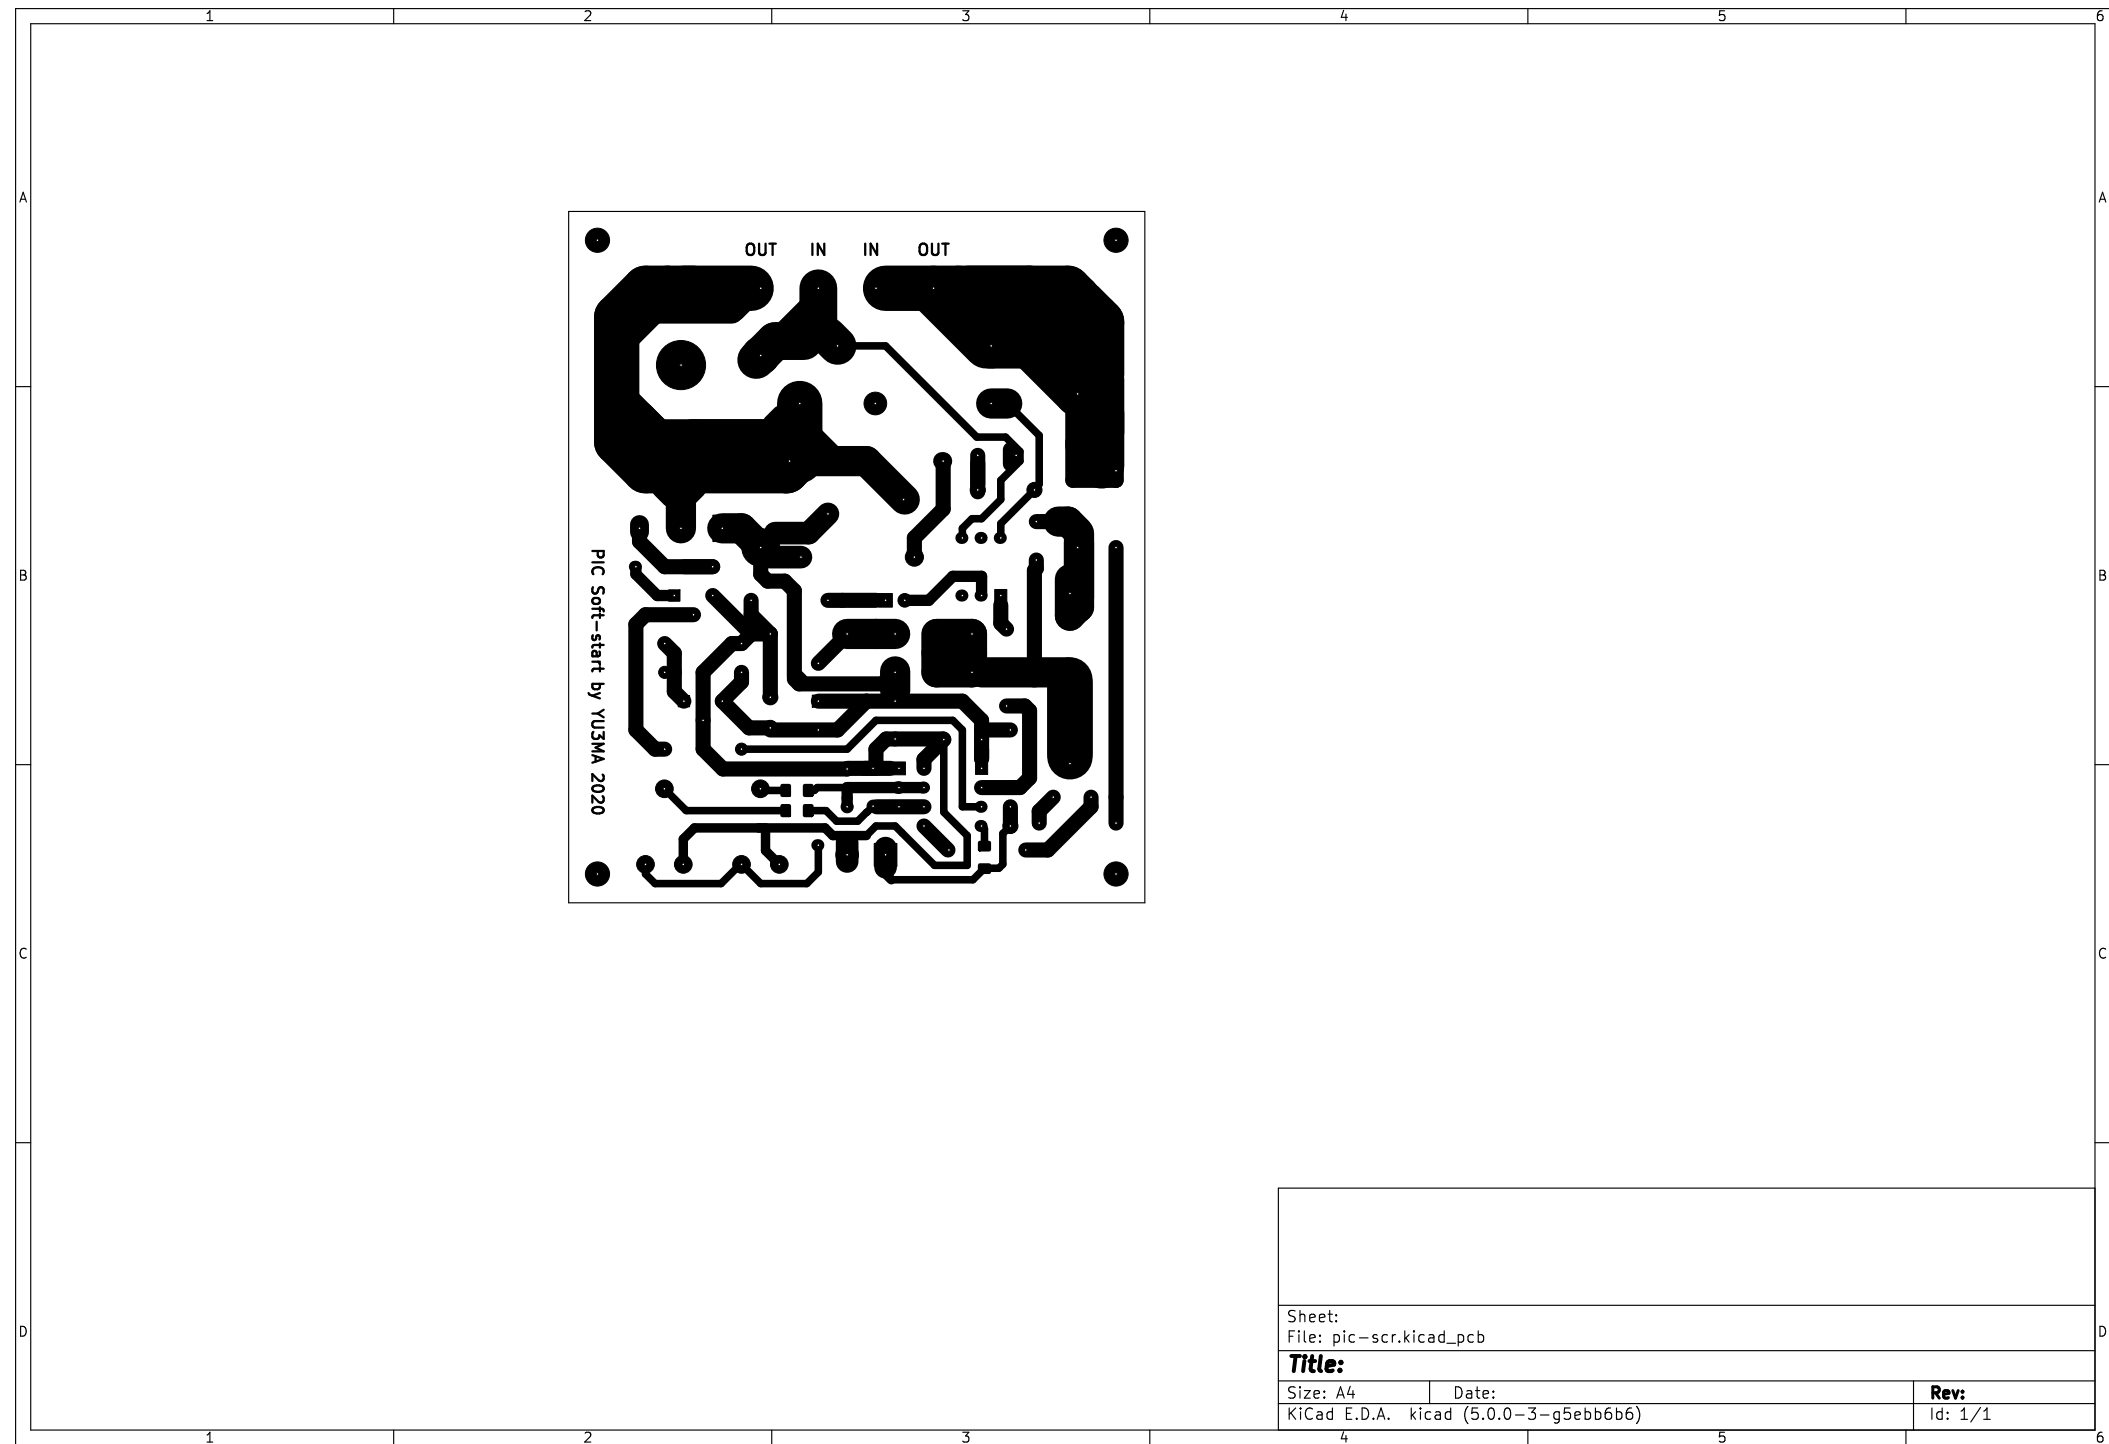 1 2 3 4 5 6
A A
OUT IN IN OUT
B B
PIC Soft-start by YU3MA 2020
C C
D D
Sheet:
File: pic-scr.kicad_pcb
Title:
Size: A4 Date: Rev:
KiCad E.D.A. kicad (5.0.0-3-g5ebb6b6) Id: 1/1
1 2 3 4 5 6